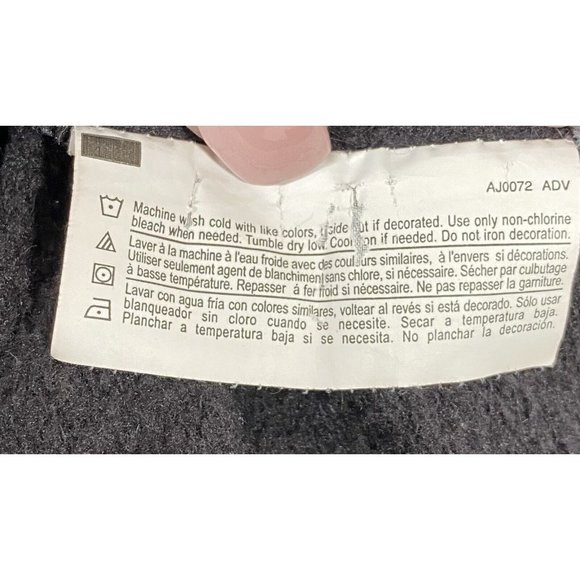 AJ0072 ADV
Machine wash cold with like colors, side out if decorated. Use only non-chlorine
bleach when needed. Tumble dry low. Cool if needed. Do not iron decoration.
Laver à la machine à l'eau froide avec des couleurs similaires, à l'envers si décorations.
Utiliser seulement agent de blanchiment sans chlore, si nécessaire. Sécher par culbutage
à basse température. Repasser á fer froid si nécessaire. Ne pas repasser la garniture.
Lavar con agua fría con colores similares, voltear al revés si está decorado. Sólo usar
blanqueador sin cloro cuando se necesite. Secar a temperatura baja.
Planchar a temperatura baja si se necesita. No planchar la decoración.